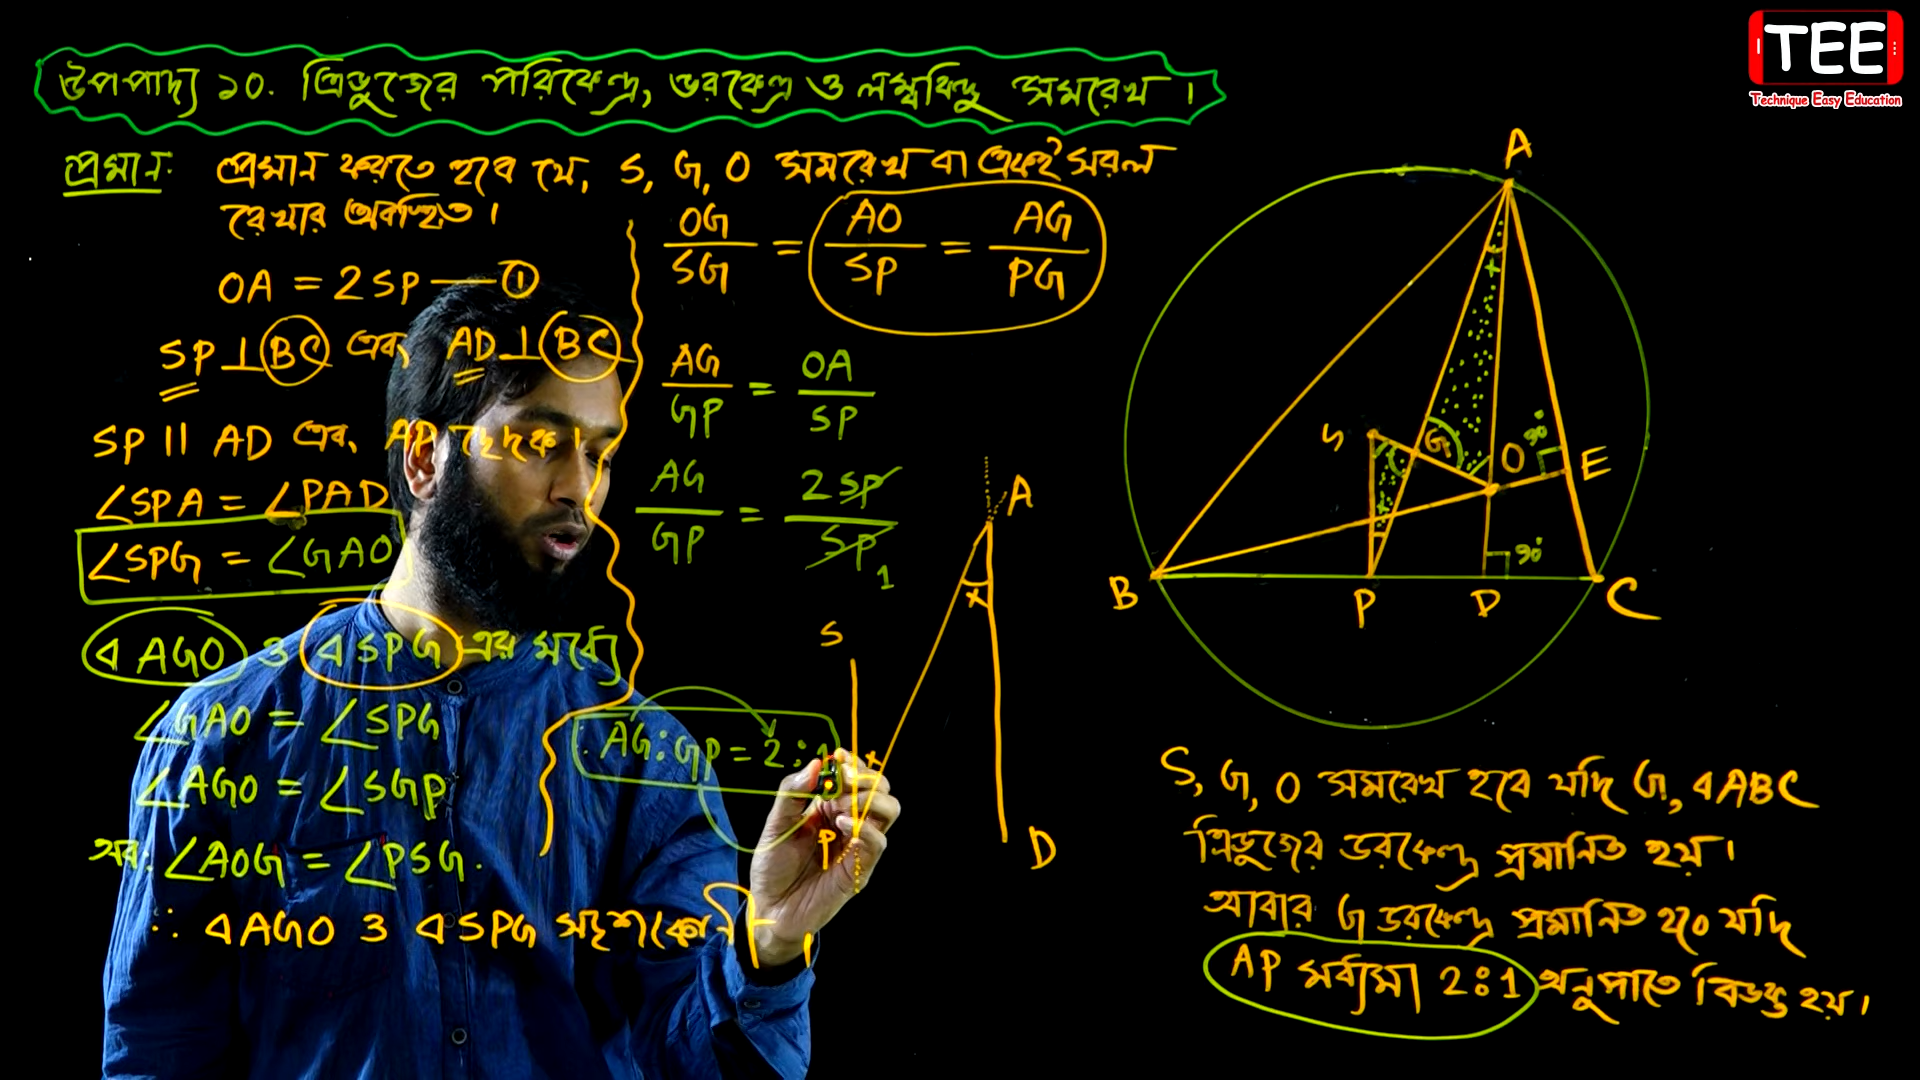 উপপাদ্য ১০. ত্রিভুজের পরিকেন্দ্র, ভরকেন্দ্র ও লম্ববিন্দু সমরেখ।
TEE
Technique Easy Education
প্রমান: প্রমান করতে হবে যে, S, G, O সমরেখ বা একই সরল
রেখায় অবস্থিত।
OA = 2SP — ①
SP ⊥ BC এবং AD ⊥ BC
SP || AD এবং AP ছেদক।
∠SPA = ∠PAD
∠SPG = ∠GAO
△ AGO ও △ SPG এর মধ্যে
∠GAO = ∠SPG
∠AGO = ∠SGP
∠AOG = ∠PSG.
∴ △AGO ও △SPG সদৃশকোনী।
OG/SG = AO/SP = AG/PG
AG/GP = OA/SP
AG/GP = 2SP/SP 1
∴ AG:GP = 2:1
S
A
x
x
P
D
A
x
S
G
O
90°
E
x
90°
B
P
D
C
S, G, O সমরেখ হবে যদি G, △ABC
ত্রিভুজের ভরকেন্দ্র প্রমানিত হয়।
আবার G ভরকেন্দ্র প্রমানিত হবে যদি
AP মধ্যমা 2:1 অনুপাতে বিভক্ত হয়।